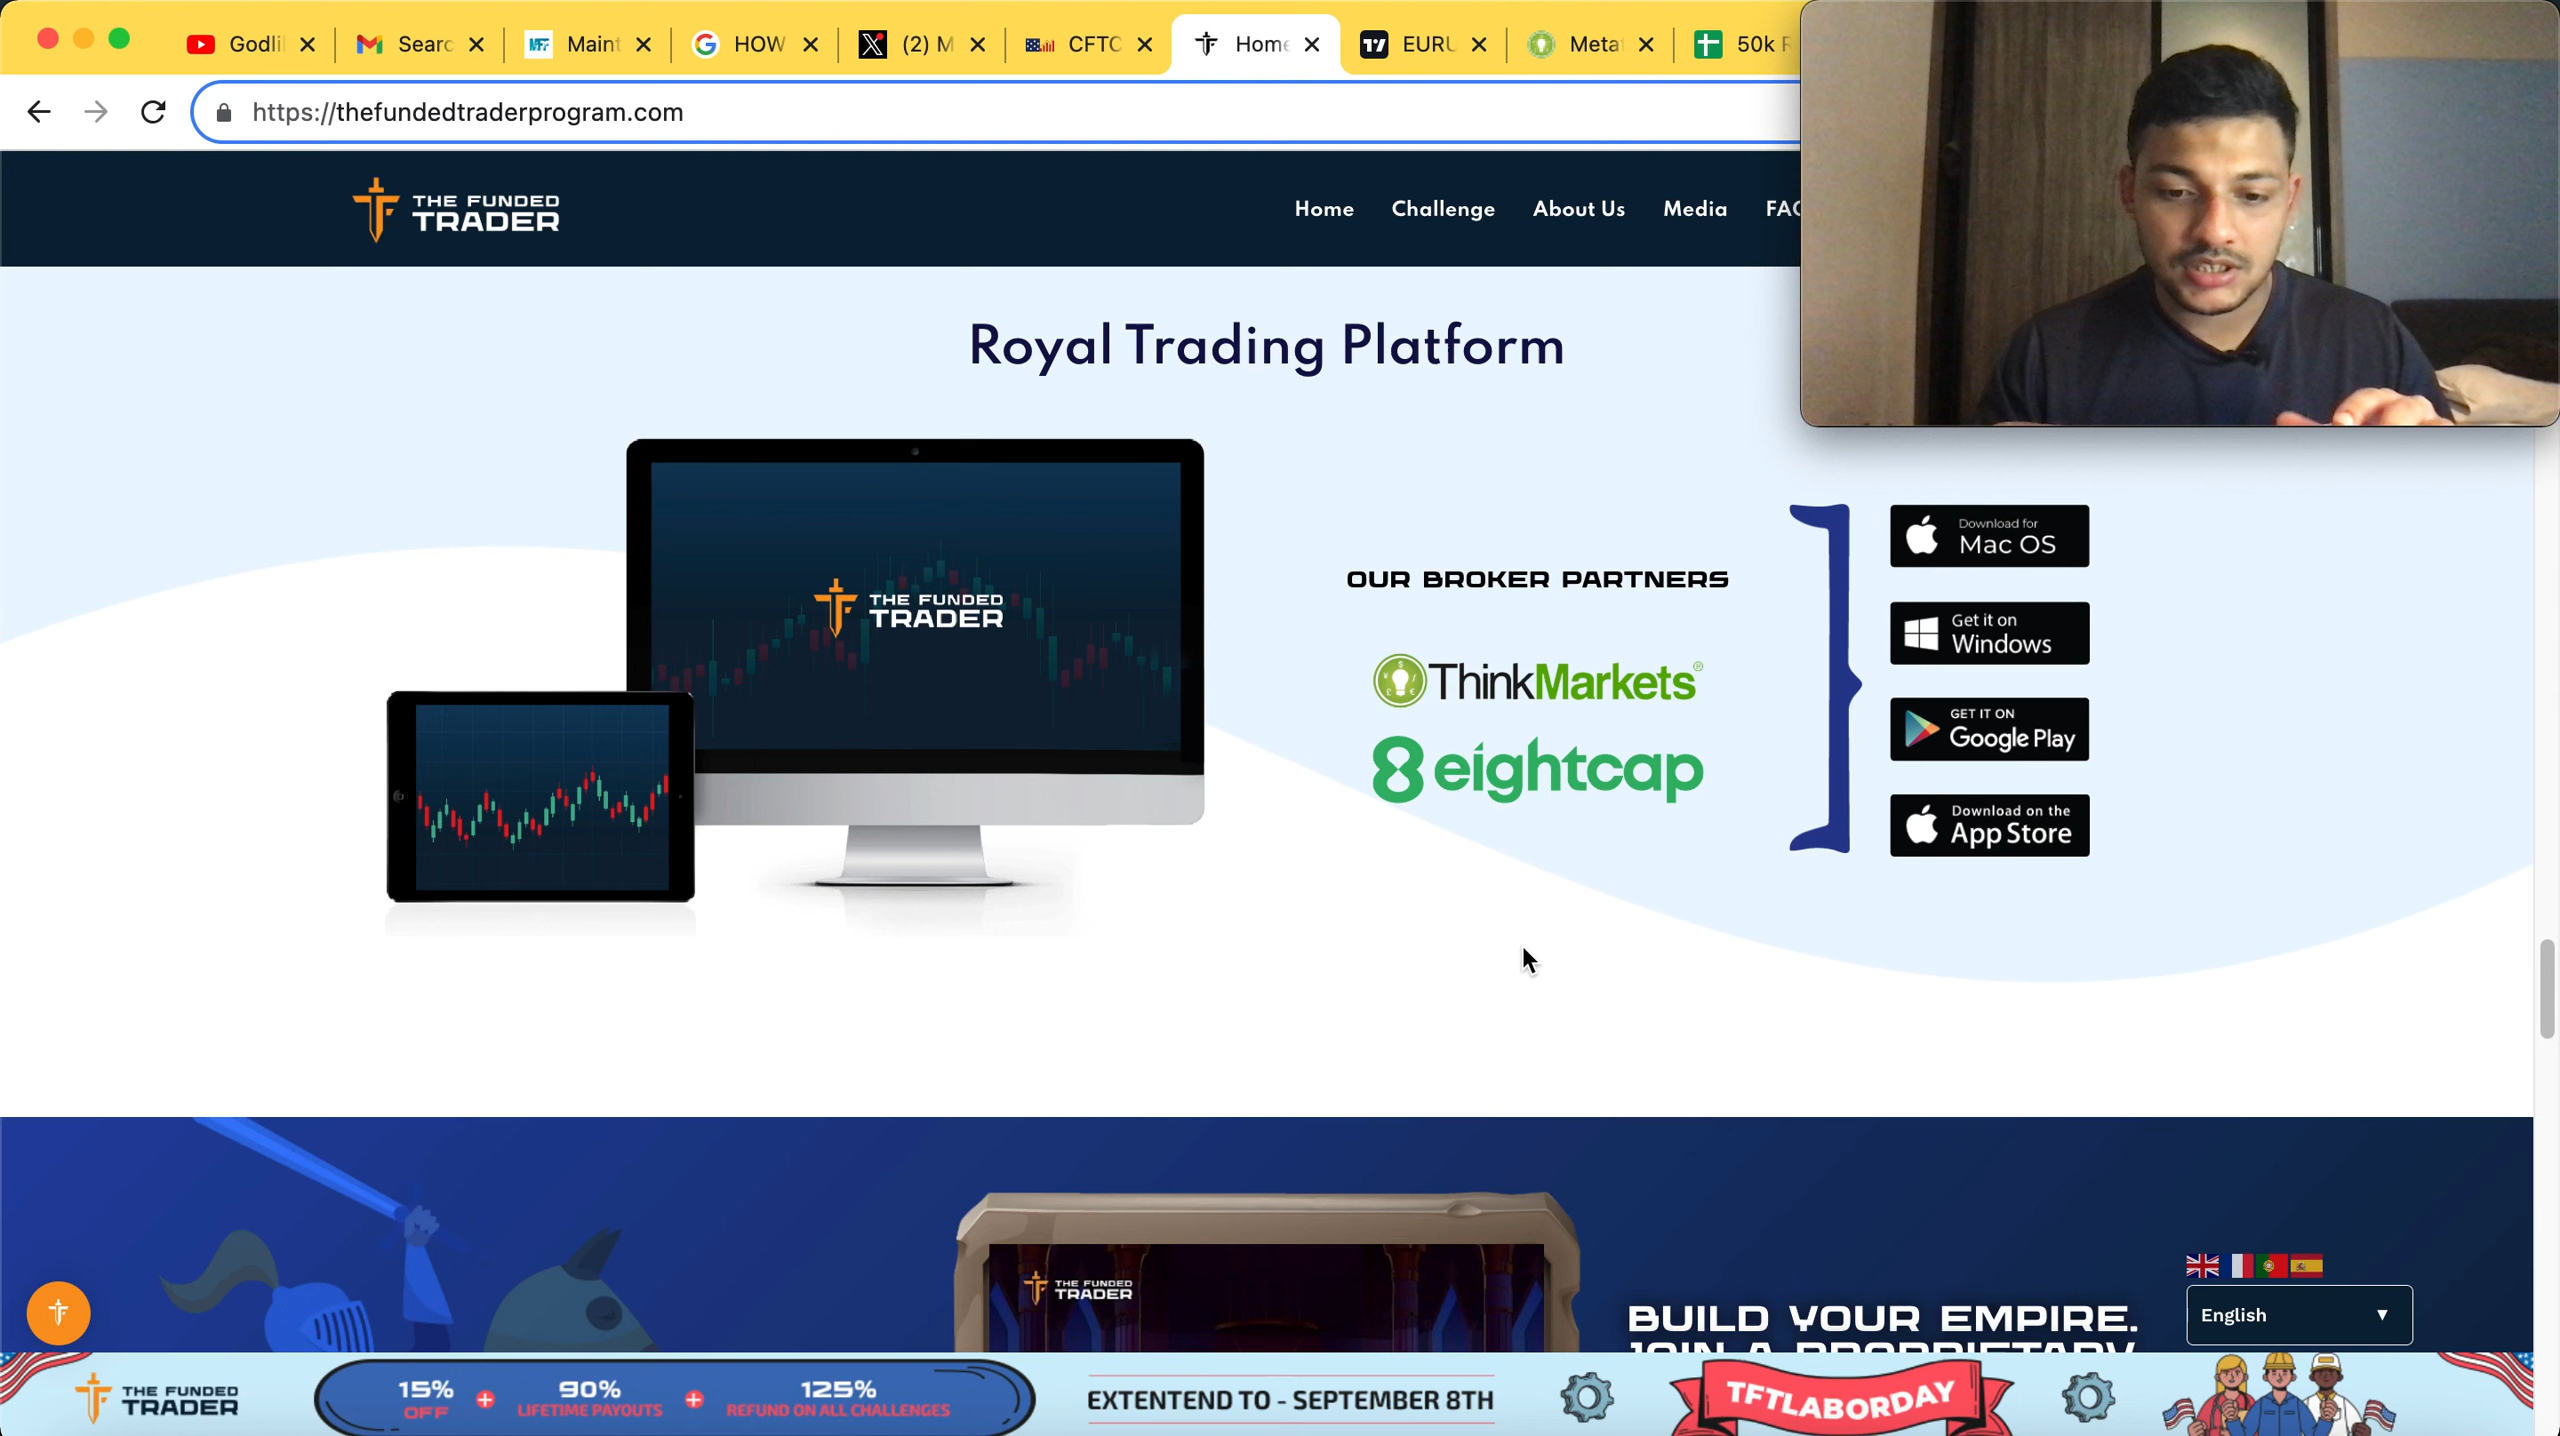 Godli
Searc
Maint
HOW
(2) M
CFTC
Home
EURU
Meta
50k
https://thefundedtraderprogram.com
THE FUNDED
TRADER
Home
Challenge
About Us
Media
FAQ
Royal Trading Platform
THE FUNDED
TRADER
OUR BROKER PARTNERS
ThinkMarkets®
eightcap
Download for
Mac OS
Get it on
Windows
GET IT ON
Google Play
Download on the
App Store
THE FUNDED
TRADER
BUILD YOUR EMPIRE.
JOIN A PROPRIETARY
English
THE FUNDED
TRADER
15%
OFF
+
90%
LIFETIME PAYOUTS
+
125%
REFUND ON ALL CHALLENGES
EXTENTEND TO - SEPTEMBER 8TH
TFTLABORDAY